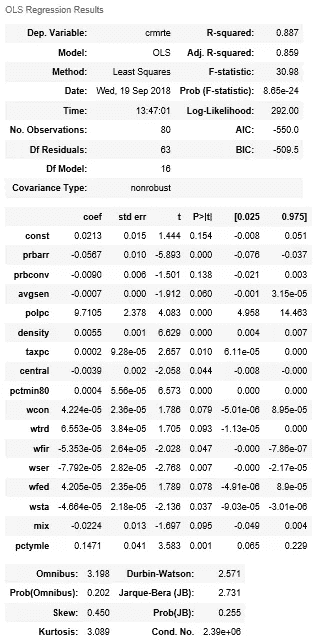 OLS Regression Results
Dep. Variable: crmrte R-squared: 0.887
Model: OLS Adj. R-squared: 0.859
Method: Least Squares F-statistic: 30.98
Date: Wed, 19 Sep 2018 Prob (F-statistic): 8.65e-24
Time: 13:47:01 Log-Likelihood: 292.00
No. Observations: 80 AIC: -550.0
Df Residuals: 63 BIC: -509.5
Df Model: 16
Covariance Type: nonrobust
coef std err t P>|t| [0.025 0.975]
const 0.0213 0.015 1.444 0.154 -0.008 0.051
prbarr -0.0567 0.010 -5.893 0.000 -0.076 -0.037
prbconv -0.0090 0.006 -1.501 0.138 -0.021 0.003
avgsen -0.0007 0.000 -1.912 0.060 -0.001 3.15e-05
polpc 9.7105 2.378 4.083 0.000 4.958 14.463
density 0.0055 0.001 6.629 0.000 0.004 0.007
taxpc 0.0002 9.28e-05 2.657 0.010 6.11e-05 0.000
central -0.0039 0.002 -2.058 0.044 -0.008 -0.000
pctmin80 0.0004 5.56e-05 6.573 0.000 0.000 0.000
wcon 4.224e-05 2.36e-05 1.786 0.079 -5.01e-06 8.95e-05
wtrd 6.553e-05 3.84e-05 1.705 0.093 -1.13e-05 0.000
wfir -5.353e-05 2.64e-05 -2.028 0.047 -0.000 -7.86e-07
wser -7.792e-05 2.82e-05 -2.768 0.007 -0.000 -2.17e-05
wfed 4.205e-05 2.35e-05 1.789 0.078 -4.91e-06 8.9e-05
wsta -4.664e-05 2.18e-05 -2.136 0.037 -9.03e-05 -3.01e-06
mix -0.0224 0.013 -1.697 0.095 -0.049 0.004
pctymle 0.1471 0.041 3.583 0.001 0.065 0.229
Omnibus: 3.198 Durbin-Watson: 2.571
Prob(Omnibus): 0.202 Jarque-Bera (JB): 2.731
Skew: 0.450 Prob(JB): 0.255
Kurtosis: 3.089 Cond. No. 2.39e+06